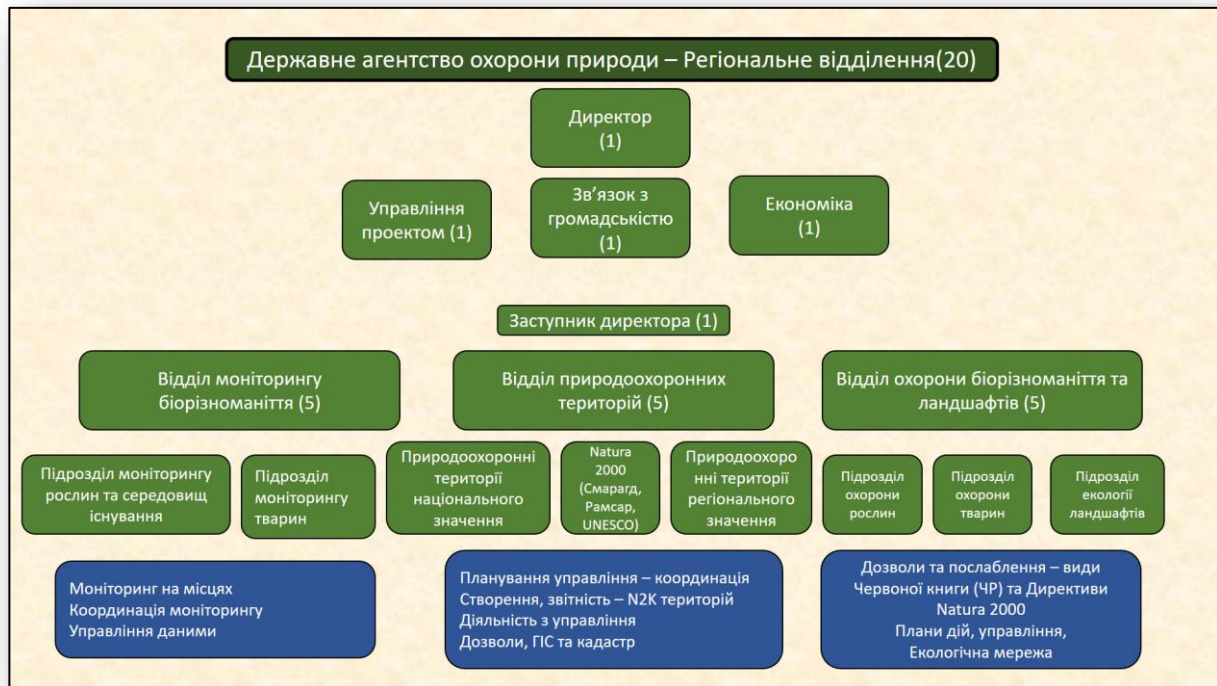 Державне агентство охорони природи – Регіональне відділення(20)
Директор
(1)
Управління
проектом (1)
Зв’язок з
громадськістю
(1)
Економіка
(1)
Заступник директора (1)
Відділ моніторингу
біорізноманіття (5)
Відділ природоохоронних
територій (5)
Відділ охорони біорізномаїття та
ландшафтів (5)
Підрозділ моніторингу
рослин та середовищ
існування
Підрозділ
моніторингу
тварин
Природоохоронні
території
національного
значення
Natura
2000
(Смарагд,
Рамсар,
UNESCO)
Природоохоро
нні території
регіонального
значення
Підрозділ
охорони
рослин
Підрозділ
охорони
тварин
Підрозділ
екології
ландшафтів
Моніторинг на місцях
Координація моніторингу
Управління даними
Планування управління – координація
Створення, звітність – N2K територій
Діяльність з управління
Дозволи, ГІС та кадастр
Дозволи та послаблення – види
Червоної книги (ЧР) та Директиви
Natura 2000
Плани дій, управління,
Екологічна мережа